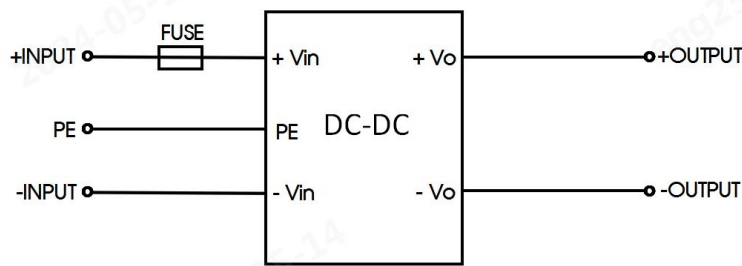 FUSE
+INPUT + Vin + Vo +OUTPUT
PE PE DC-DC
-INPUT - Vin - Vo -OUTPUT